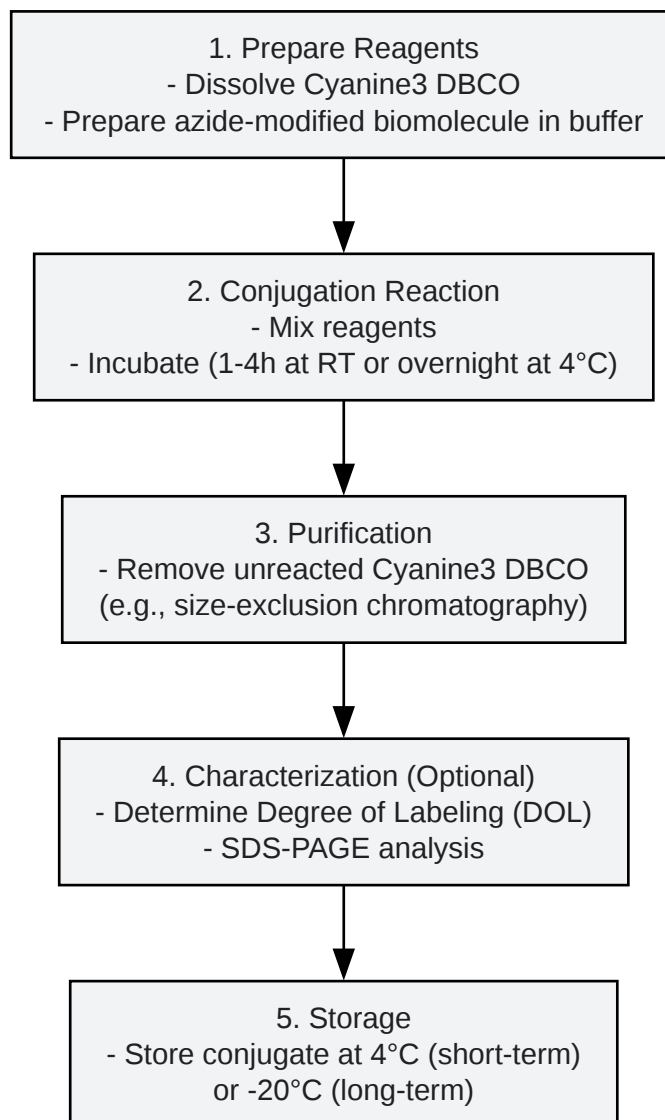 1. Prepare Reagents
- Dissolve Cyanine3 DBCO
- Prepare azide-modified biomolecule in buffer
2. Conjugation Reaction
- Mix reagents
- Incubate (1-4h at RT or overnight at 4°C)
3. Purification
- Remove unreacted Cyanine3 DBCO
(e.g., size-exclusion chromatography)
4. Characterization (Optional)
- Determine Degree of Labeling (DOL)
- SDS-PAGE analysis
5. Storage
- Store conjugate at 4°C (short-term)
or -20°C (long-term)